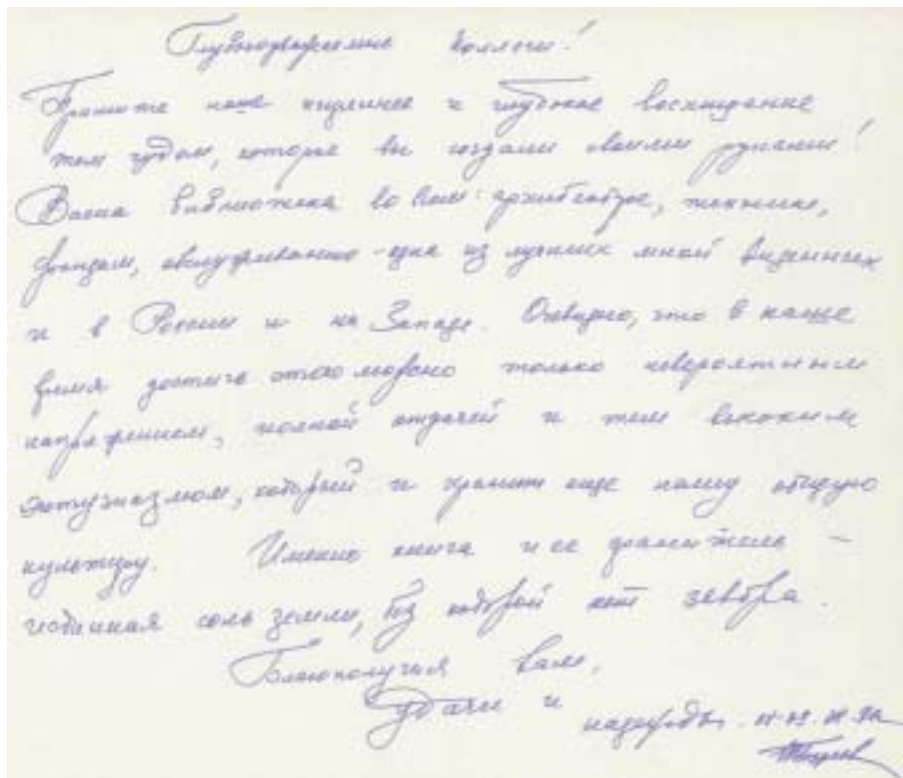 Глубокоуважаемые коллеги!
Примите наше искреннее и глубокое восхищение
тем чудом, которое вы создали своими руками!
Ваша библиотека во всем: архитектуре, технике,
фондам, обслуживанию - одна из лучших мной виденных
и в России и на Западе. Очевидно, что в наше
время достичь этого можно только невероятным
напряжением, полной отдачей и тем высоким
энтузиазмом, который и хранит еще нашу общую
культуру. Именно книга и ее хранители –
истинная соль земли, без которой нет завтра.
Благополучия вам,
удачи и
надежды.